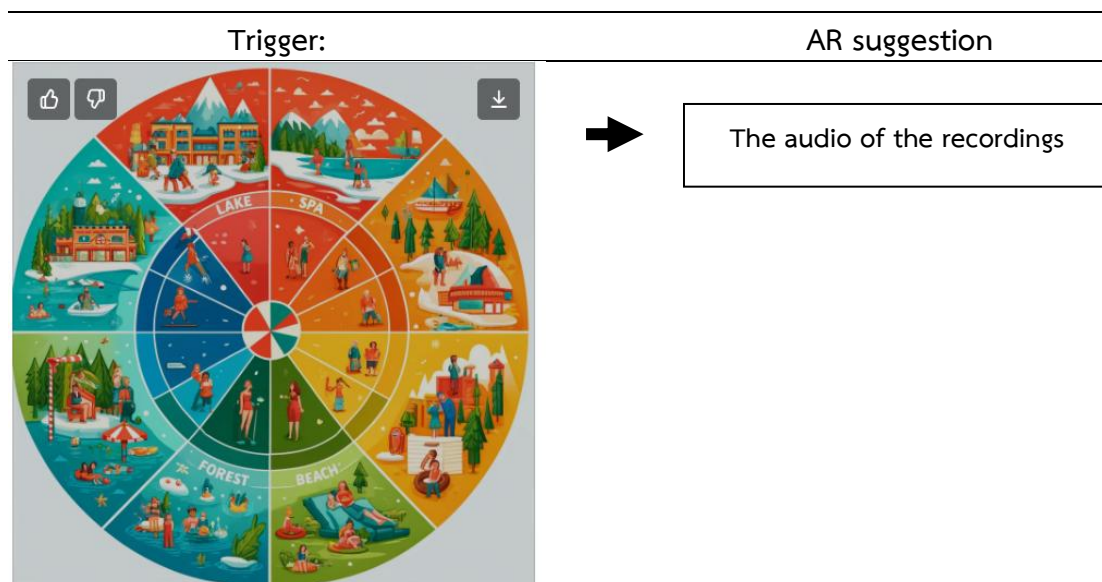 Trigger:
AR suggestion
The audio of the recordings
LAKE
SPA
FOREST
BEACH